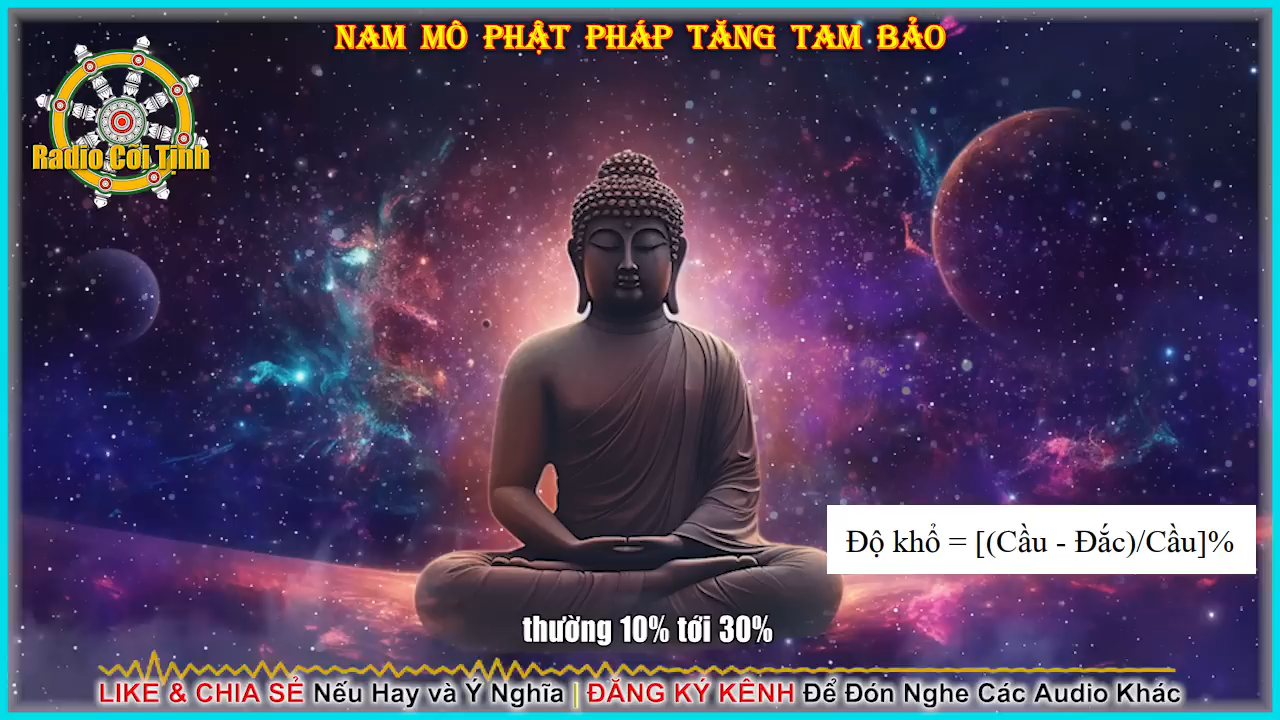 NAM MÔ PHẬT PHÁP TĂNG TAM BẢO
Radio Cõi Tịnh
Độ khổ = [(Cầu - Đắc)/Cầu]%
thường 10% tới 30%
LIKE & CHIA SẺ Nếu Hay và Ý Nghĩa | ĐĂNG KÝ KÊNH Để Đón Nghe Các Audio Khác